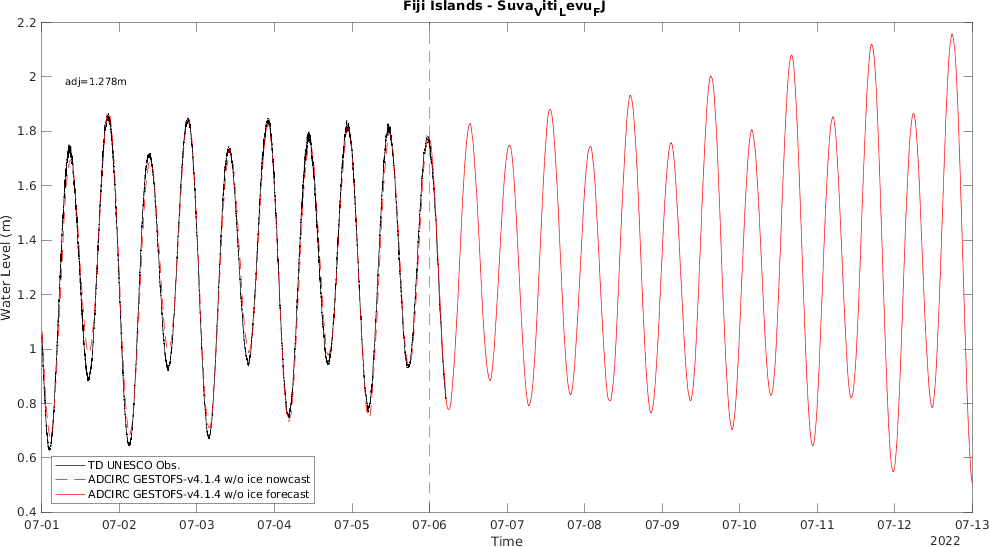 Fiji Islands - SuvaVitiLevuFJ
2.2
2
adj=1.278m
1.8
1.6
1.4
1.2
1
0.8
0.6
0.4
Water Level (m)
TD UNESCO Obs.
ADCIRC GESTOFS-v4.1.4 w/o ice nowcast
ADCIRC GESTOFS-v4.1.4 w/o ice forecast
07-01 07-02 07-03 07-04 07-05 07-06 07-07 07-08 07-09 07-10 07-11 07-12 07-13
Time
2022